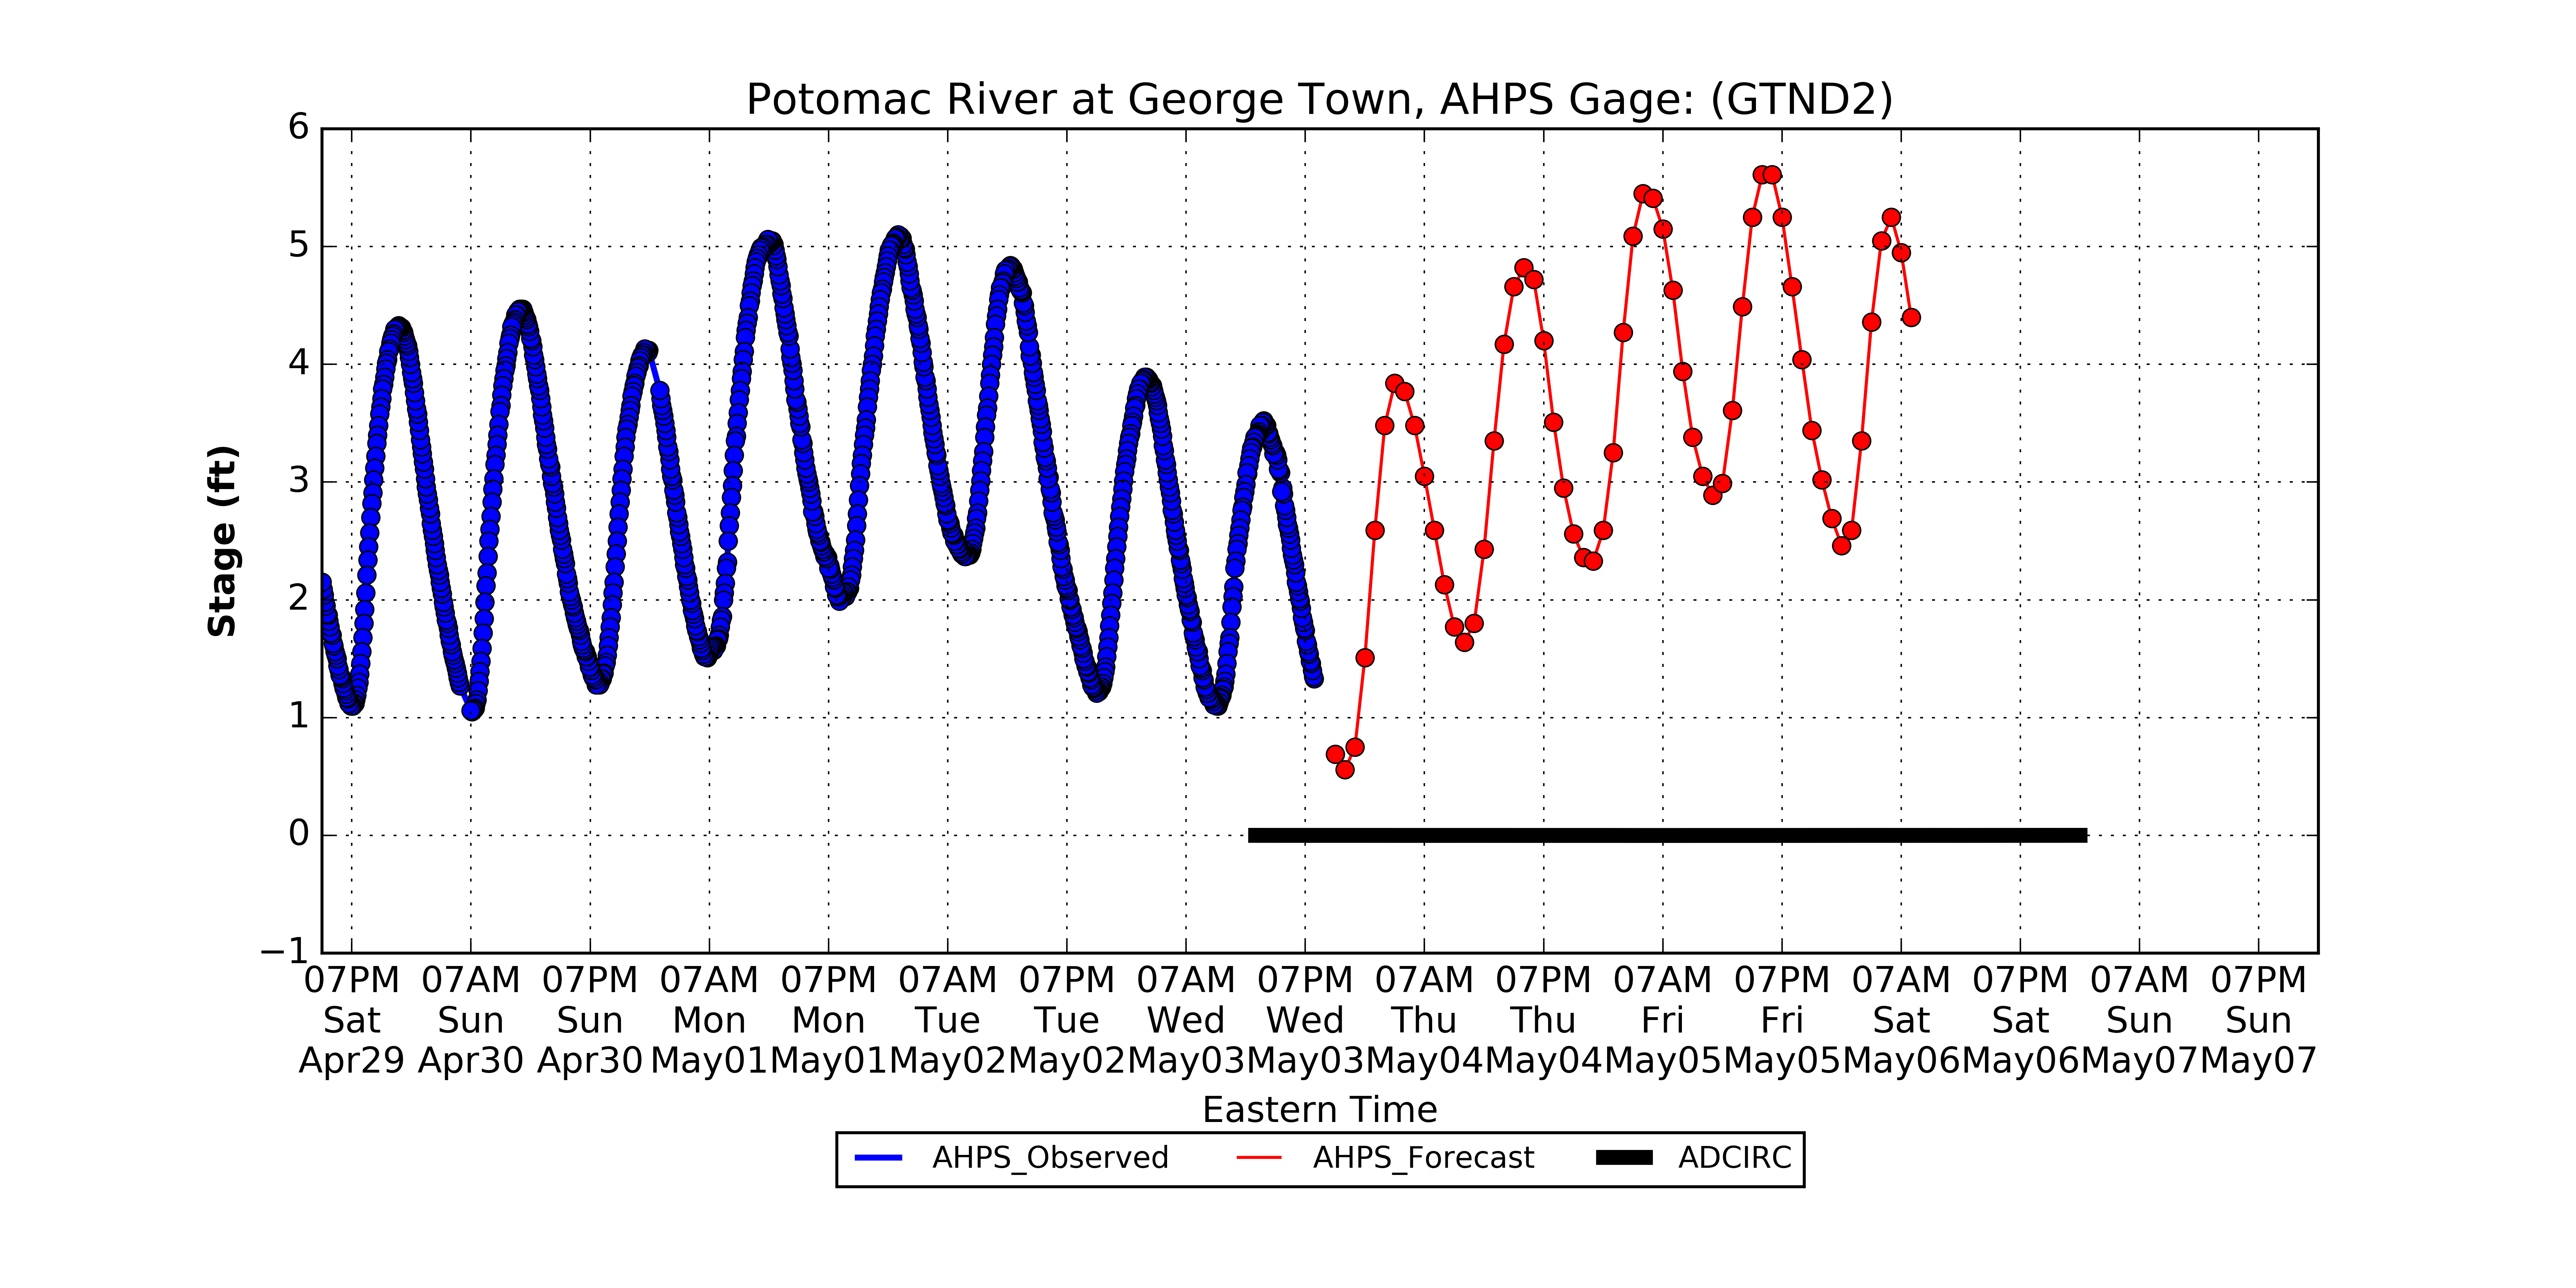 Potomac River at George Town, AHPS Gage: (GTND2)
6
5
4
3
2
1
0
−1
Stage (ft)
07PM 07AM 07PM 07AM 07PM 07AM 07PM 07AM 07PM 07AM 07PM 07AM 07PM 07AM 07PM 07AM 07PM
Sat Sun Sun Mon Mon Tue Tue Wed Wed Thu Thu Fri Fri Sat Sat Sun Sun
Apr29 Apr30 Apr30 May01 May01 May02 May02 May03 May03 May04 May04 May05 May05 May06 May06 May07 May07
Eastern Time
AHPS_Observed AHPS_Forecast ADCIRC